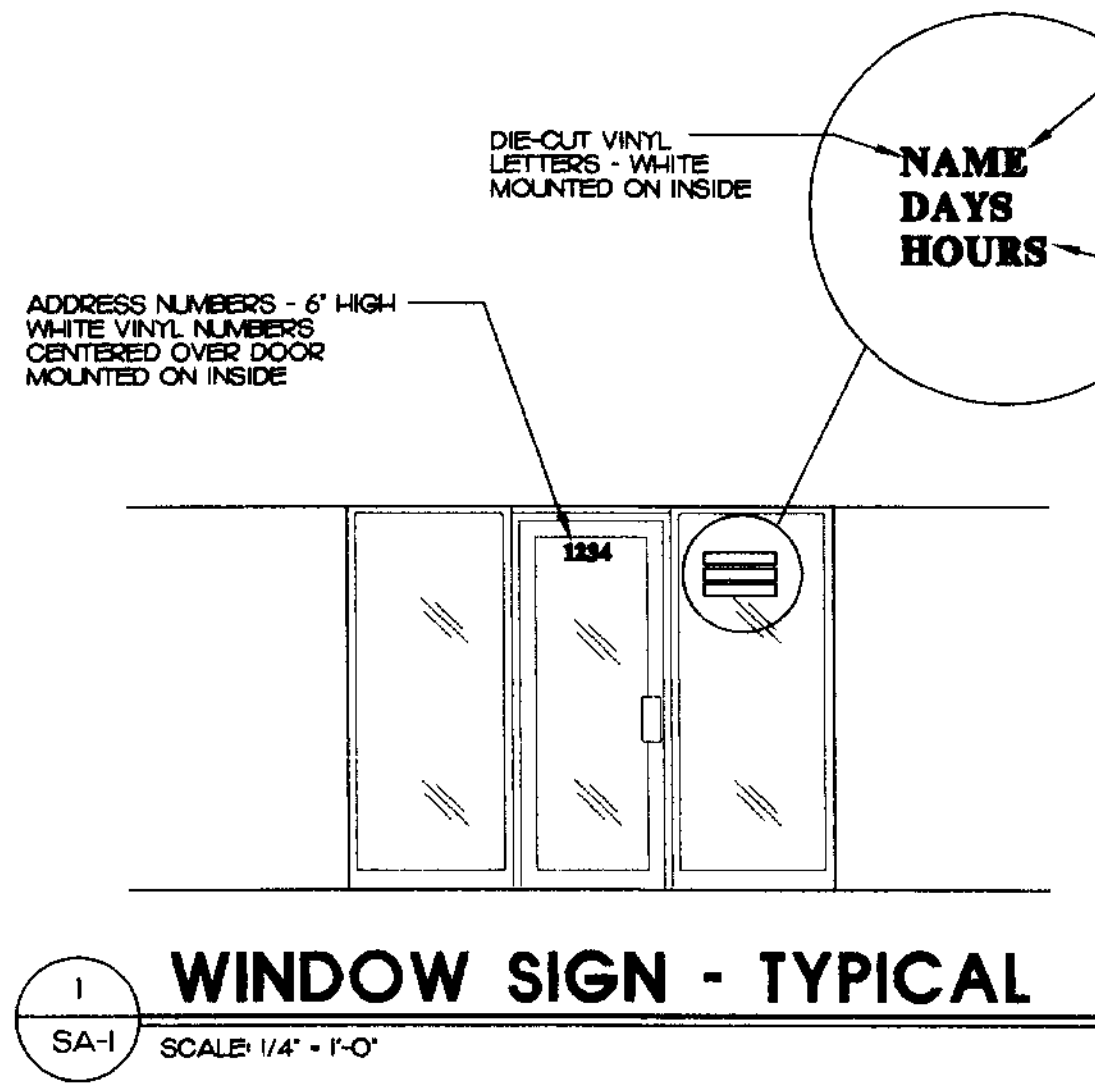 DIE-CUT VINYL
LETTERS - WHITE
MOUNTED ON INSIDE
NAME
DAYS
HOURS
ADDRESS NUMBERS - 6" HIGH
WHITE VINYL NUMBERS
CENTERED OVER DOOR
MOUNTED ON INSIDE
1234
1
SA-1
WINDOW SIGN - TYPICAL
SCALE: 1/4" = 1'-0"